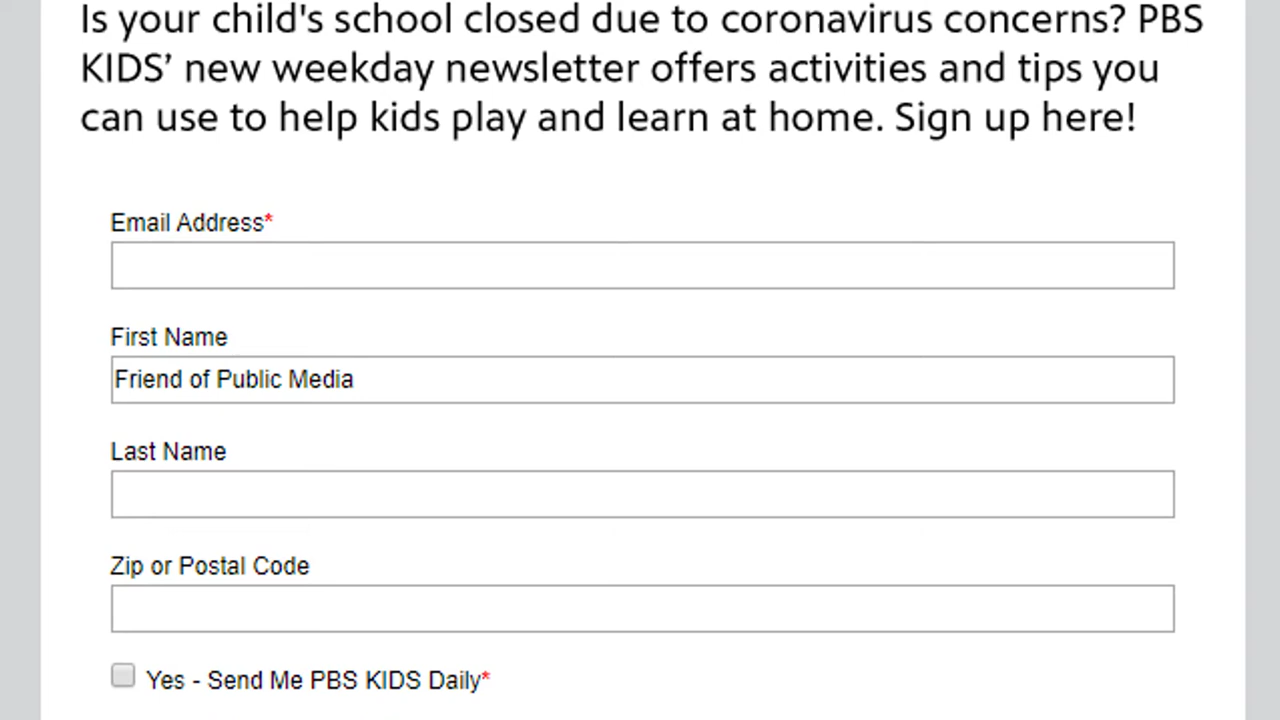 Is your child's school closed due to coronavirus concerns? PBS
KIDS’ new weekday newsletter offers activities and tips you
can use to help kids play and learn at home. Sign up here!
Email Address*
First Name
Friend of Public Media
Last Name
Zip or Postal Code
Yes - Send Me PBS KIDS Daily*